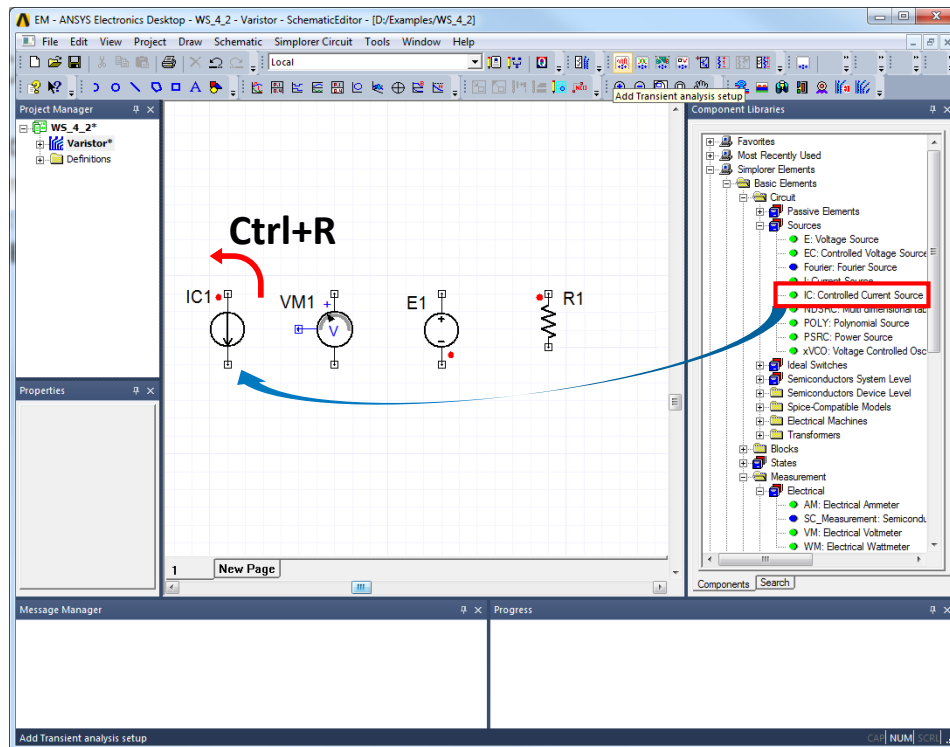 EM - ANSYS Electronics Desktop - WS_4_2 - Varistor - SchematicEditor - [D:/Examples/WS_4_2]
File Edit View Project Draw Schematic Simplorer Circuit Tools Window Help
Local
Add Transient analysis setup
Project Manager
WS_4_2*
Varistor*
Definitions
Properties
Ctrl+R
IC1
VM1
+
V
E1
+
R1
1 New Page
Component Libraries
Favorites
Most Recently Used
Simplorer Elements
Basic Elements
Circuit
Passive Elements
Sources
E: Voltage Source
EC: Controlled Voltage Source
Fourier: Fourier Source
I: Current Source
IC: Controlled Current Source
POLY: Polynomial Source
PSRC: Power Source
xVCO: Voltage Controlled Osc
Ideal Switches
Semiconductors System Level
Semiconductors Device Level
Spice-Compatible Models
Electrical Machines
Transformers
Blocks
States
Measurement
Electrical
AM: Electrical Ammeter
SC_Measurement: Semicondu
VM: Electrical Voltmeter
WM: Electrical Wattmeter
Components Search
Message Manager
Progress
Add Transient analysis setup
CAP NUM SCRL